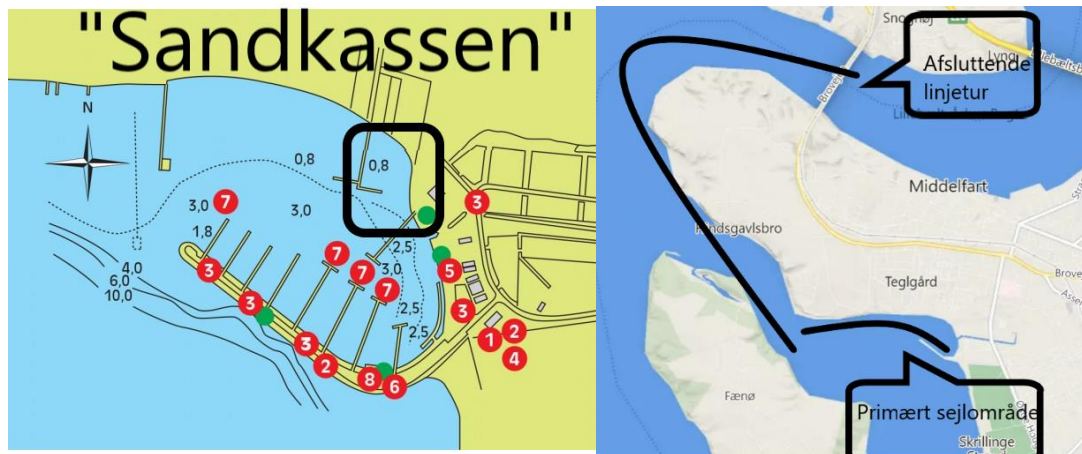 "Sandkassen"
N
0,8
0,8
3,0
3,0
1,8
7
3
7
7
7
3,0
2,5
3
5
4,0
6,0
10,0
3
3
2,5
2,5
3
2
1
2
4
8
6
Snoghøj
Lyng
Brovejen
Afsluttende
linjetur
Middelfart
Hindsgavlsbro
Teglgård
Fænø
Primært sejlområde
Skrillinge